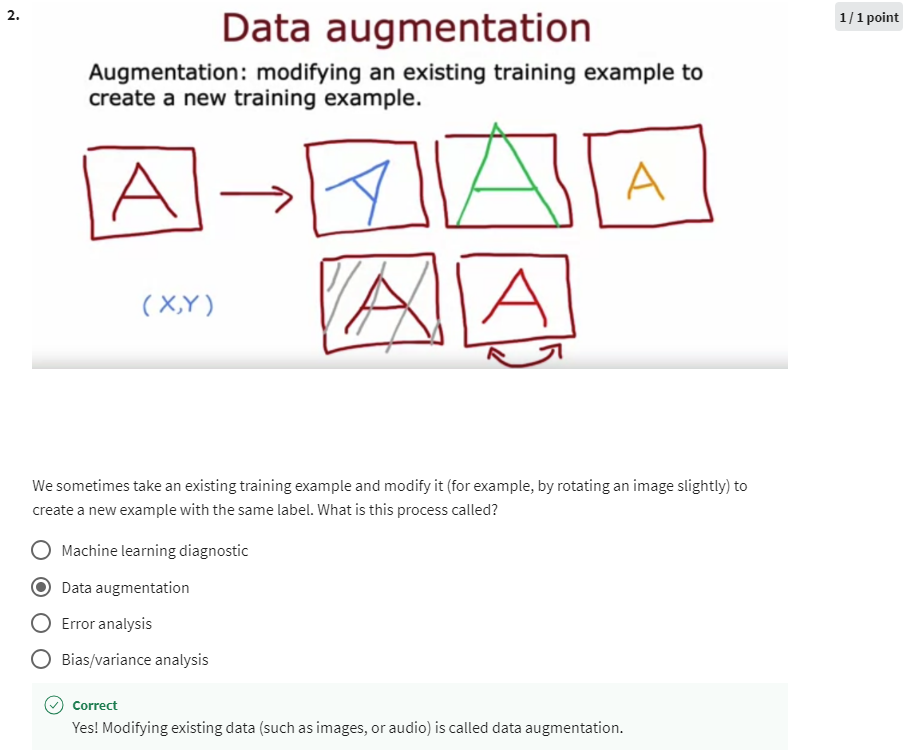 2.
1 / 1 point
Data augmentation
Augmentation: modifying an existing training example to
create a new training example.
A → A A A
(X,Y) A A
We sometimes take an existing training example and modify it (for example, by rotating an image slightly) to
create a new example with the same label. What is this process called?
Machine learning diagnostic
Data augmentation
Error analysis
Bias/variance analysis
Correct
Yes! Modifying existing data (such as images, or audio) is called data augmentation.